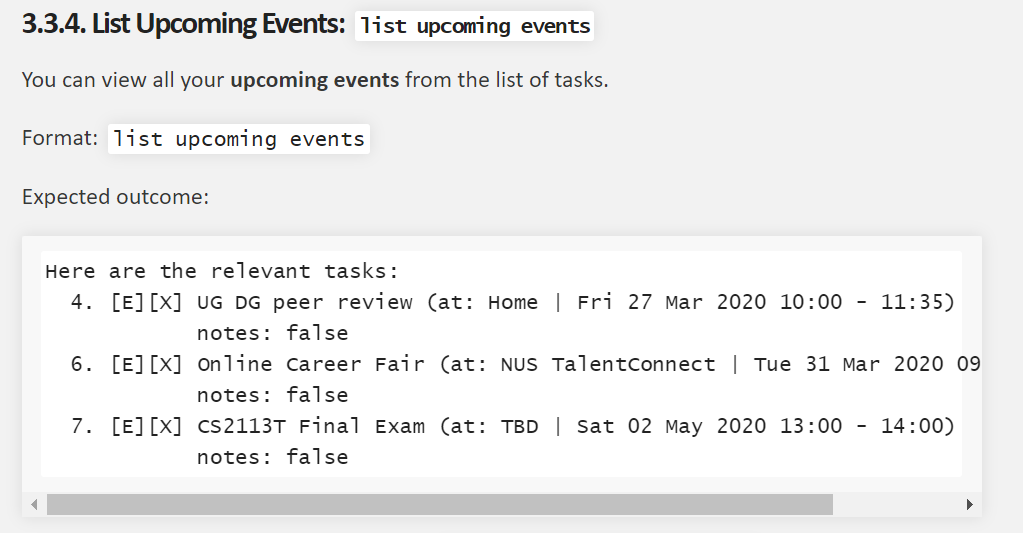 3.3.4. List Upcoming Events: list upcoming events
You can view all your upcoming events from the list of tasks.
Format: list upcoming events
Expected outcome:
Here are the relevant tasks:
4. [E][X] UG DG peer review (at: Home | Fri 27 Mar 2020 10:00 - 11:35)
notes: false
6. [E][X] Online Career Fair (at: NUS TalentConnect | Tue 31 Mar 2020 09
notes: false
7. [E][X] CS2113T Final Exam (at: TBD | Sat 02 May 2020 13:00 - 14:00)
notes: false